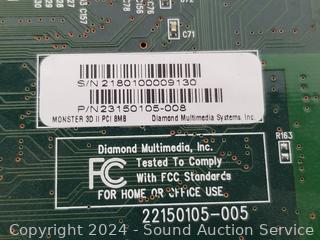 C71
S/N 2180100009130
P/N 23150105-008
MONSTER 3D II PCI 8MB Diamond Multimedia Systems, Inc.
R163
Diamond Multimedia, Inc.
FC Tested To Comply
With FCC Standards
FOR HOME OR OFFICE USE
22150105-005
Copyright 2024 - Sound Auction Service